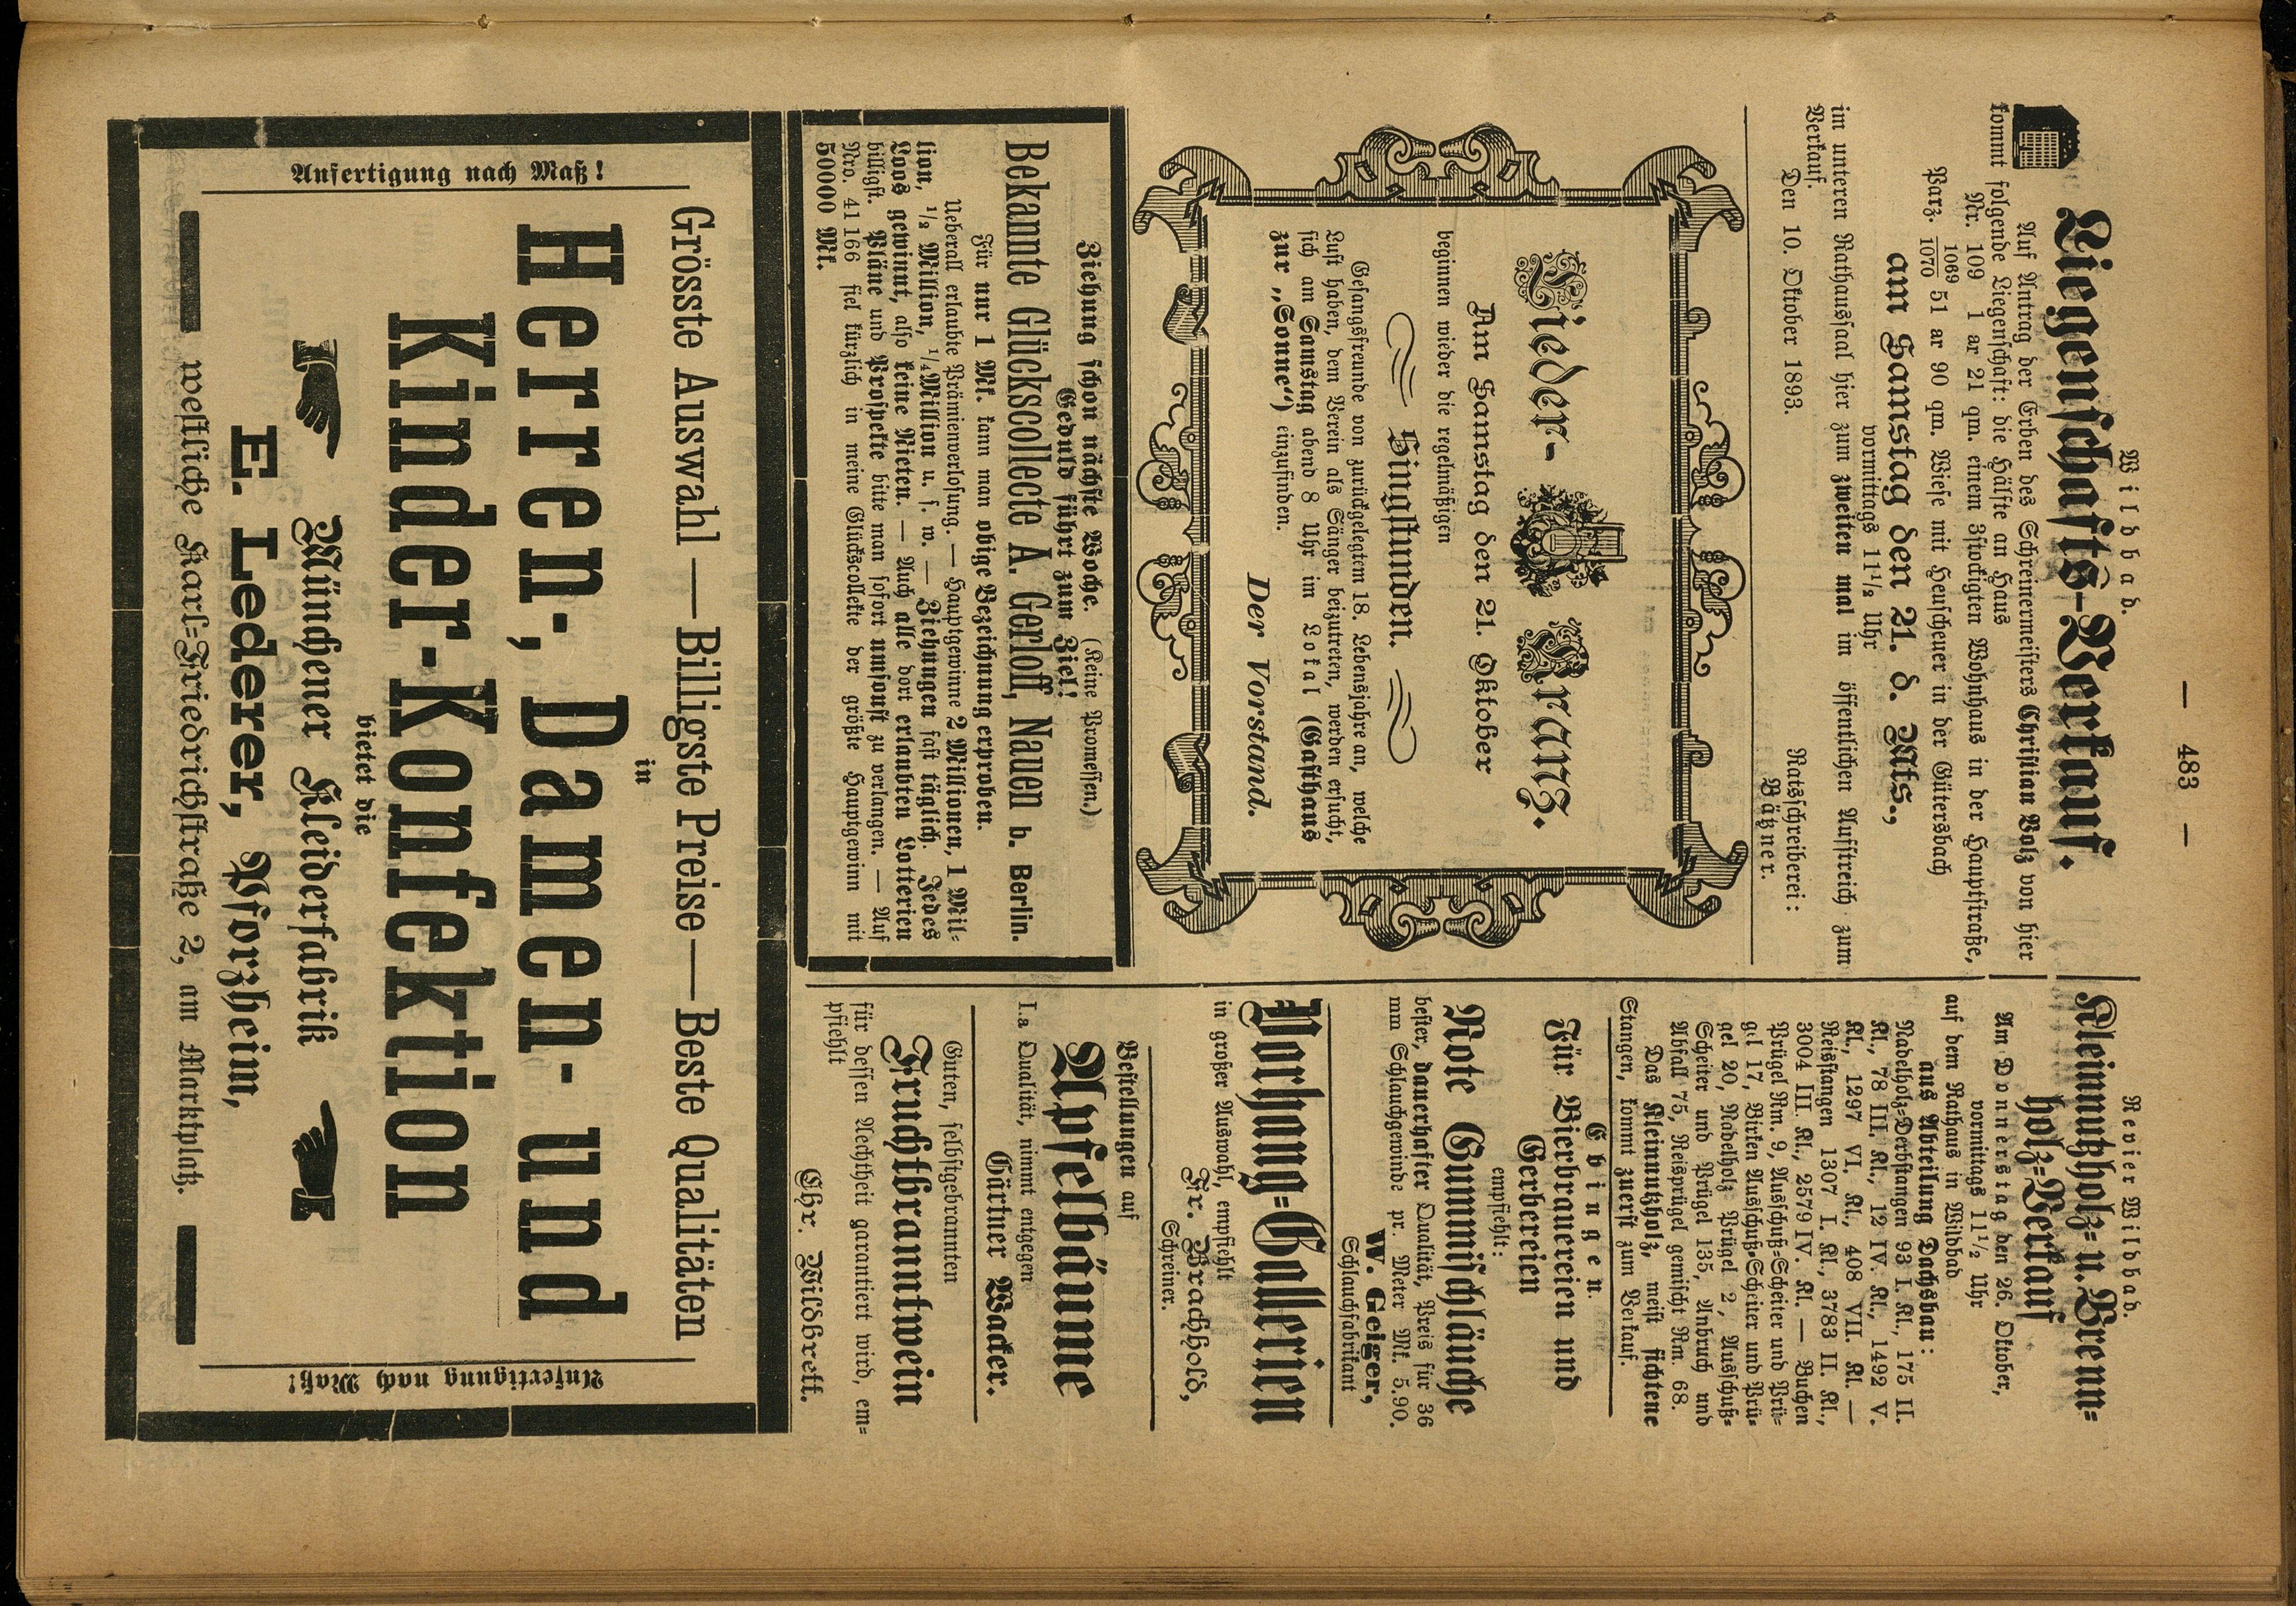 — 483 —
Wildbad.
Liegenschafts-Verkauf.
Auf Antrag der Erben des Schreinermeisters Christian Volz von hier
kommt folgende Liegenschaft: die Hälfte an Haus
Nr. 109 1 ar 21 qm. einem 3stockigten Wohnhaus in der Hauptstraße,
Parz. 1069/1070 51 ar 90 qm. Wiese mit Heuscheuer in der Gütersbach
am Samstag den 21. d. Mts.,
vormittags 11½ Uhr
im unteren Rathaussaal hier zum zweiten mal im öffentlichen Aufstreich zum
Verkauf.
Den 10. Oktober 1893.
Ratsschreiberei:
Bätzner.
Lieder-Kranz.
Am Samstag den 21. Oktober
beginnen wieder die regelmäßigen
Singstunden.
Gesangsfreunde von zurückgelegtem 18. Lebensjahre an, welche
Lust haben, dem Verein als Sänger beizutreten, werden ersucht,
sich am Samstag abend 8 Uhr im Lokal (Gasthaus
zur „Sonne“) einzufinden.
Der Vorstand.
Ziehung schon nächste Woche. (Keine Promessen.)
Geduld führt zum Ziel!
Bekannte Glückscollecte A. Gerloff, Nauen b. Berlin.
Für nur 1 Mk. kann man obige Bezeichnung erproben.
Ueberall erlaubte Prämienverlosung. — Hauptgewinne 2 Millionen, 1 Mil-
lion, ½ Million, ¼ Million u. s. w. — Ziehungen fast täglich. Jedes
Loos gewinnt, also keine Nieten. — Auch alle dort erlaubten Lotterien
billigst. Pläne und Prospekte bitte man sofort umsonst zu verlangen. — Auf
Nro. 41166 fiel kürzlich in meine Glückscollekte der größte Hauptgewinn mit
50000 Mk.
Revier Wildbad.
Kleinnutzholz- u. Brenn-
holz-Verkauf
Am Donnerstag den 26. Oktober,
vormittags 11½ Uhr
auf dem Rathaus in Wildbad
aus Abteilung Dachsbau:
Nadelholz-Derbstangen 93 I. Kl., 175 II.
Kl., 78 III. Kl., 12 IV. Kl., 1492 V.
Kl., 1297 VI. Kl., 408 VII. Kl. —
Reisstangen 1307 I. Kl., 3783 II. Kl.,
3004 III. Kl., 2579 IV. Kl. — Buchen
Prügel Rm. 9, Ausschuß-Scheiter und Prü-
gel 17, Birken Ausschuß-Scheiter und Prü-
gel 20, Nadelholz Prügel 2, Ausschuß-
Scheiter und Prügel 135, Anbruch und
Abfall 75, Reisprügel gemischt Rm. 68.
Das Kleinnutzholz, meist fichtene
Stangen, kommt zuerst zum Verkauf.
Ebingen.
Für Bierbrauereien und
Gerbereien
empfiehlt:
Rote Gummischläuche
bester, dauerhafter Qualität, Preis für 36
mm Schlauchgewinde pr. Meter Mk. 5.90.
W. Geiger,
Schlauchfabrikant
Vorhang-Gallerien
in großer Auswahl, empfiehlt
Fr. Brachhold,
Schreiner.
Bestellungen auf
Apfelbäume
I.a Qualität, nimmt entgegen
Gärtner Wacker.
Guten, selbstgebrannten
Fruchtbranntwein
für dessen Aechtheit garantiert wird, em-
pfiehlt
Chr. Wildbrett.
Anfertigung nach Maß!
Grösste Auswahl — Billigste Preise — Beste Qualitäten
in
Herren-, Damen- und
Kinder-Konfektion
bietet die
Münchener Kleiderfabrik
E. Lederer, Pforzheim,
westliche Karl-Friedrichstraße 2, am Marktplatz.
Anfertigung nach Maß!